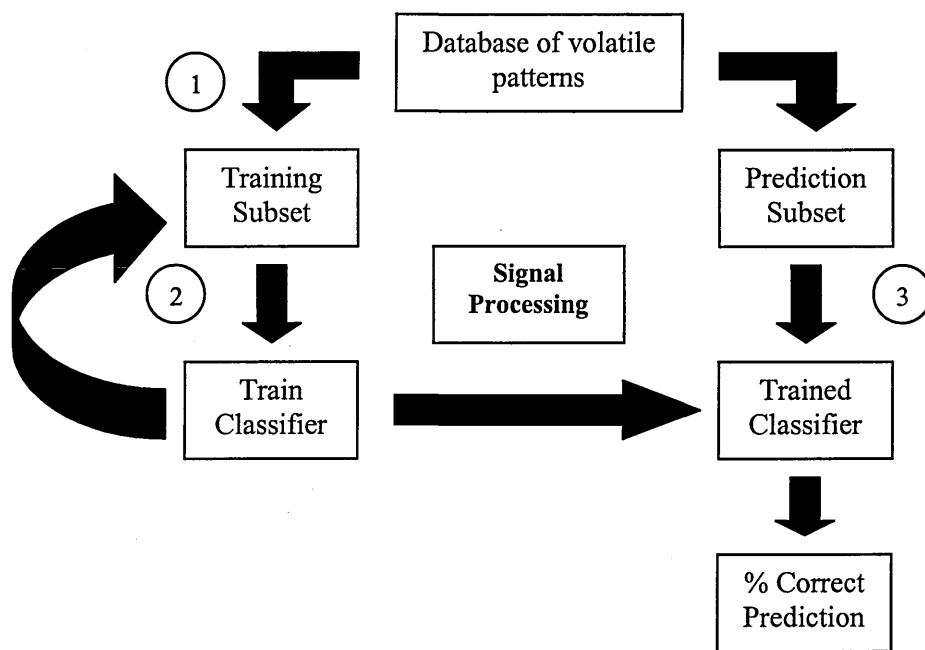 Database of volatile
patterns
1
Training
Subset
Prediction
Subset
2
Signal
Processing
3
Train
Classifier
Trained
Classifier
% Correct
Prediction